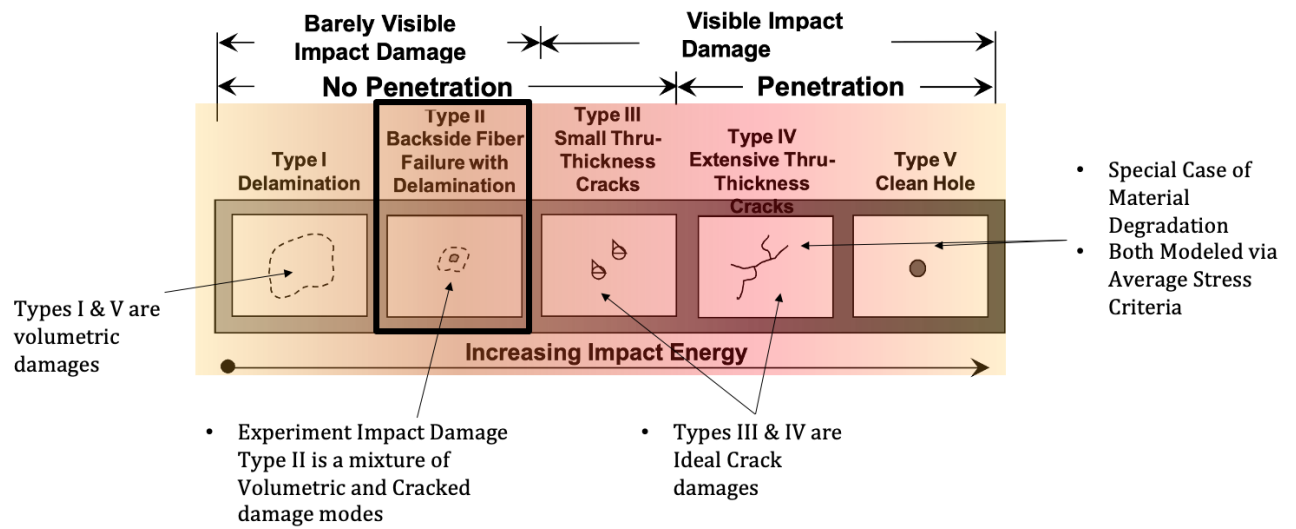 Barely Visible
Impact Damage
Visible Impact
Damage
No Penetration
Penetration
Type I
Delamination
Type II
Backside Fiber
Failure with
Delamination
Type III
Small Thru-
Thickness
Cracks
Type IV
Extensive Thru-
Thickness
Cracks
Type V
Clean Hole
• Special Case of
Material
Degradation
• Both Modeled via
Average Stress
Criteria
Types I & V are
volumetric
damages
Increasing Impact Energy
• Experiment Impact Damage
Type II is a mixture of
Volumetric and Cracked
damage modes
• Types III & IV are
Ideal Crack
damages